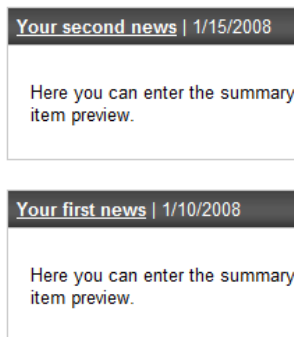 Your second news | 1/15/2008
Here you can enter the summary
item preview.
Your first news | 1/10/2008
Here you can enter the summary
item preview.